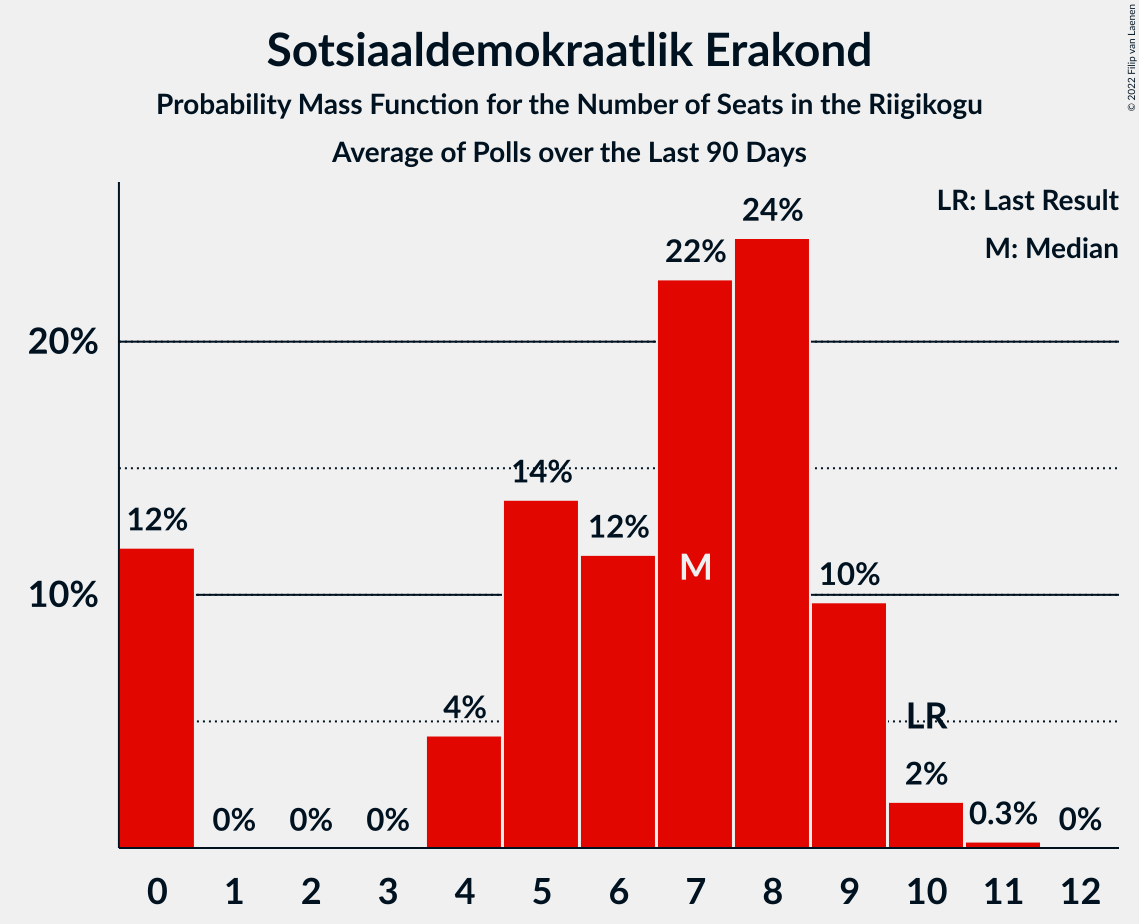 Sotsiaaldemokraatlik Erakond
Probability Mass Function for the Number of Seats in the Riigikogu
Average of Polls over the Last 90 Days
© 2022 Filip van Laenen
LR: Last Result
M: Median
20%
10%
12%
0%
0%
0%
4%
14%
12%
22%
M
24%
10%
LR
2%
0.3%
0%
0 1 2 3 4 5 6 7 8 9 10 11 12